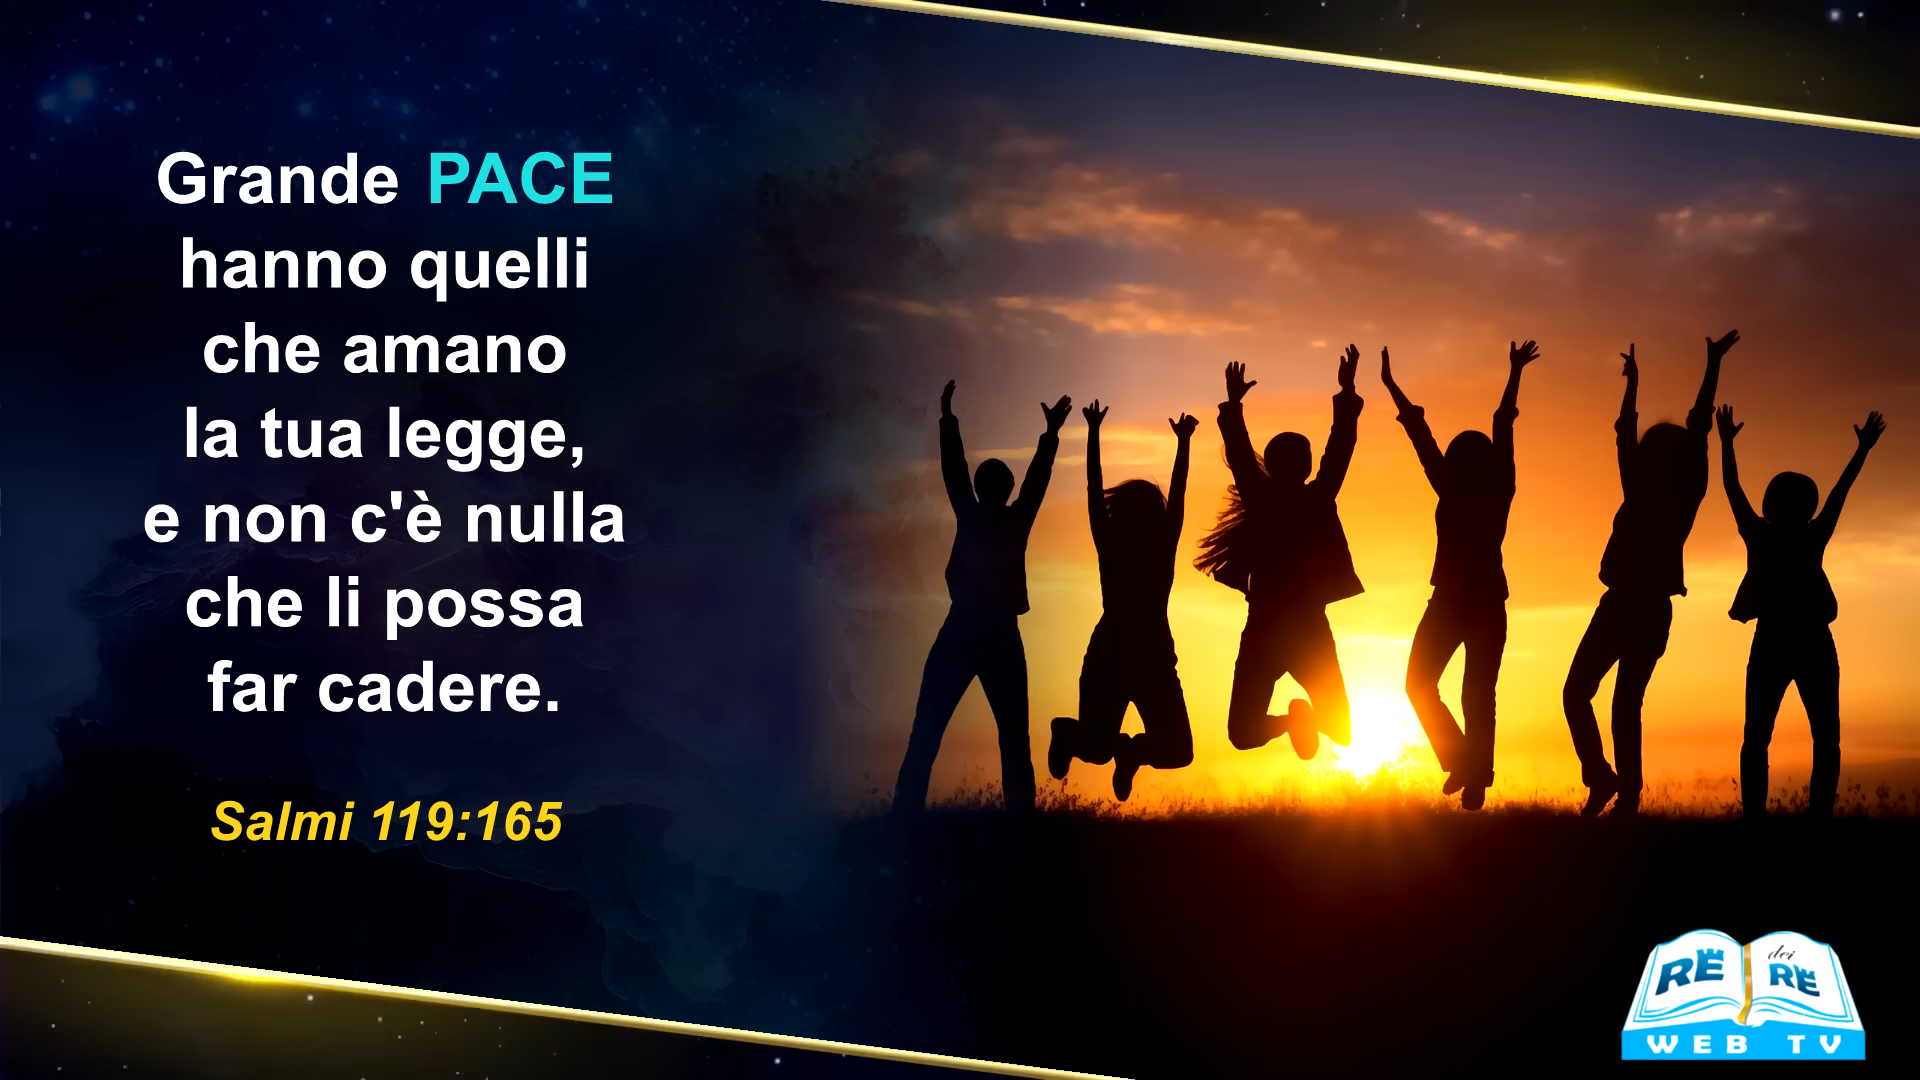 Grande PACE
hanno quelli
che amano
la tua legge,
e non c'è nulla
che li possa
far cadere.
Salmi 119:165
RE dei RE
WEB TV